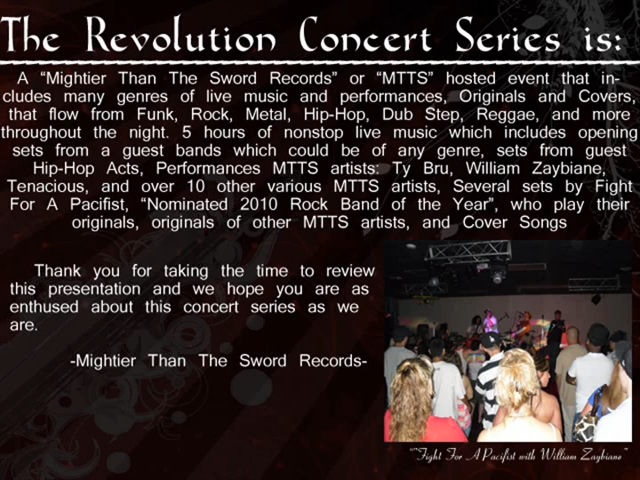 The Revolution Concert Series is:
A “Mightier Than The Sword Records” or “MTTS” hosted event that in-
cludes many genres of live music and performances, Originals and Covers,
that flow from Funk, Rock, Metal, Hip-Hop, Dub Step, Reggae, and more
throughout the night. 5 hours of nonstop live music which includes opening
sets from a guest bands which could be of any genre, sets from guest
Hip-Hop Acts, Performances MTTS artists: Ty Bru, William Zaybiane,
Tenacious, and over 10 other various MTTS artists, Several sets by Fight
For A Pacifist, “Nominated 2010 Rock Band of the Year”, who play their
originals, originals of other MTTS artists, and Cover Songs
Thank you for taking the time to review
this presentation and we hope you are as
enthused about this concert series as we
are.
-Mightier Than The Sword Records-
“"Fight For A Pacifist with William Zaybiane”